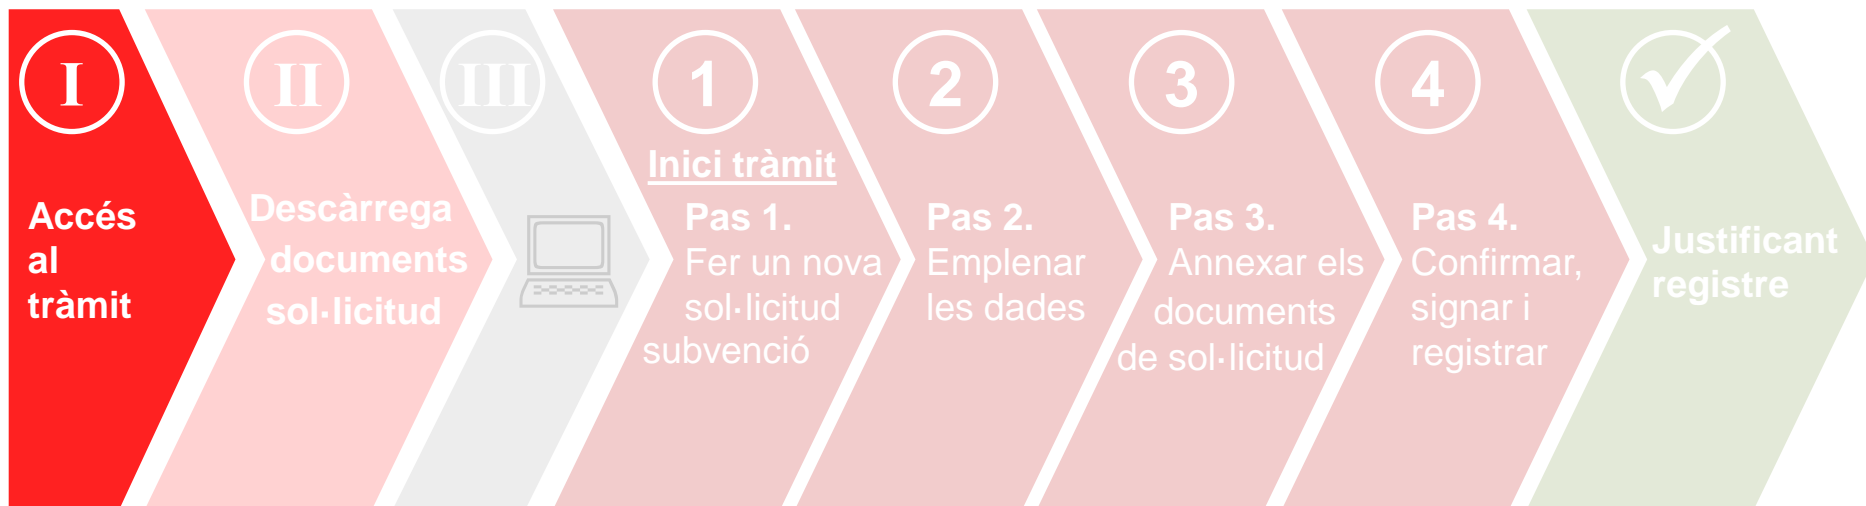 I
Accés
al
tràmit
II
Descàrrega
documents
sol·licitud
III
1
Inici tràmit
Pas 1.
Fer un nova
sol·licitud
subvenció
2
Pas 2.
Emplenar
les dades
3
Pas 3.
Annexar els
documents
de sol·licitud
4
Pas 4.
Confirmar,
signar i
registrar
Justificant
registre